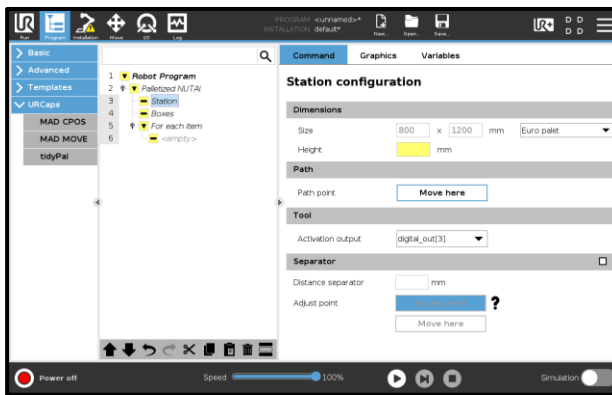 PROGRAM <unnamed>*
INSTALLATION default*
Run Program Installation Move I/O Log New... Open... Save...
UR+
D D
D D
Basic
Advanced
Templates
URCaps
MAD CPOS
MAD MOVE
tidyPal
1 Robot Program
2 Paletized NUTAI
3 Station
4 Boxes
5 For each item
6 <empty>
Command Graphics Variables
Station configuration
Dimensions
Size 800 x 1200 mm Euro palet
Height mm
Path
Path point Move here
Tool
Activation output digital_out[3]
Separator
Distance separator mm
Adjust point ?
Move here
Power off Speed 100% Simulation